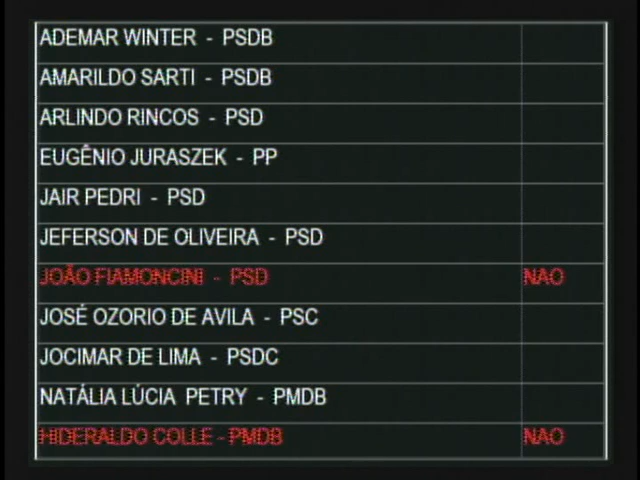 ADEMAR WINTER - PSDB
AMARILDO SARTI - PSDB
ARLINDO RINCOS - PSD
EUGÊNIO JURASZEK - PP
JAIR PEDRI - PSD
JEFERSON DE OLIVEIRA - PSD
JOÃO FIAMONCINI - PSD NAO
JOSÉ OZORIO DE AVILA - PSC
JOCIMAR DE LIMA - PSDC
NATÁLIA LÚCIA PETRY - PMDB
HIDERALDO COLLE - PMDB NAO